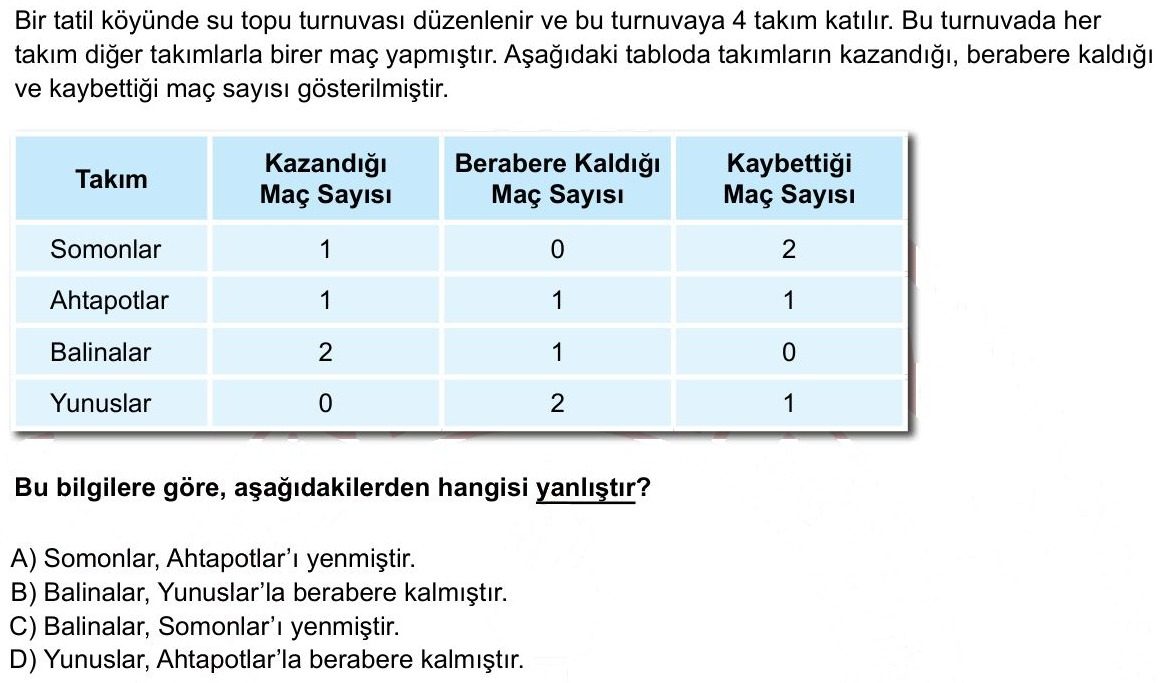 Bir tatil köyünde su topu turnuvası düzenlenir ve bu turnuvaya 4 takım katılır. Bu turnuvada her
takım diğer takımlarla birer maç yapmıştır. Aşağıdaki tabloda takımların kazandığı, berabere kaldığı
ve kaybettiği maç sayısı gösterilmiştir.
Takım Kazandığı Maç Sayısı Berabere Kaldığı Maç Sayısı Kaybettiği Maç Sayısı
Somonlar 1 0 2
Ahtapotlar 1 1 1
Balinalar 2 1 0
Yunuslar 0 2 1
Bu bilgilere göre, aşağıdakilerden hangisi yanlıştır?
A) Somonlar, Ahtapotlar’ı yenmiştir.
B) Balinalar, Yunuslar’la berabere kalmıştır.
C) Balinalar, Somonlar’ı yenmiştir.
D) Yunuslar, Ahtapotlar’la berabere kalmıştır.